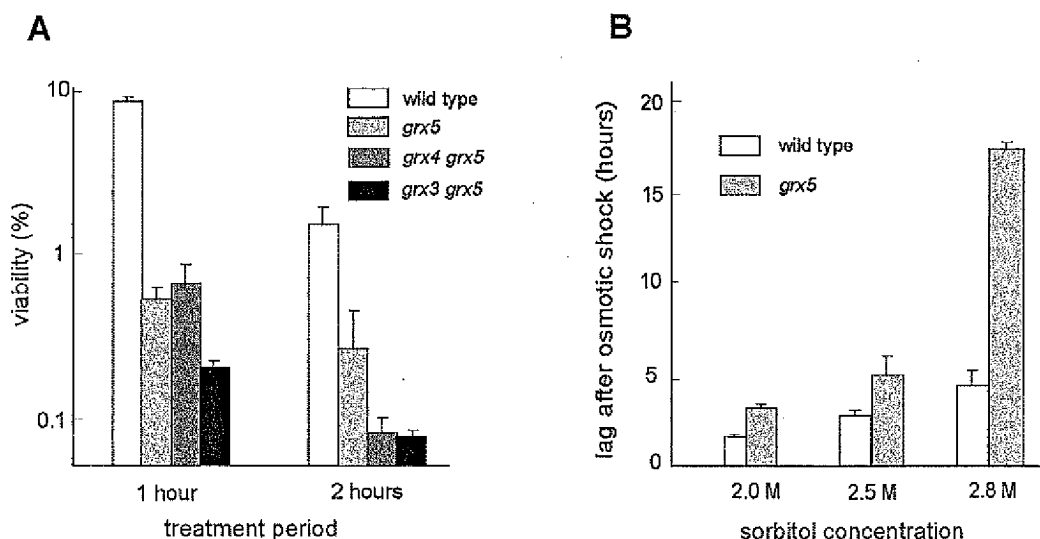 A
10
1
0.1
viability (%)
wild type
grx5
grx4 grx5
grx3 grx5
1 hour
2 hours
treatment period
B
20
15
10
5
0
lag after osmotic shock (hours)
wild type
grx5
2.0 M
2.5 M
2.8 M
sorbitol concentration